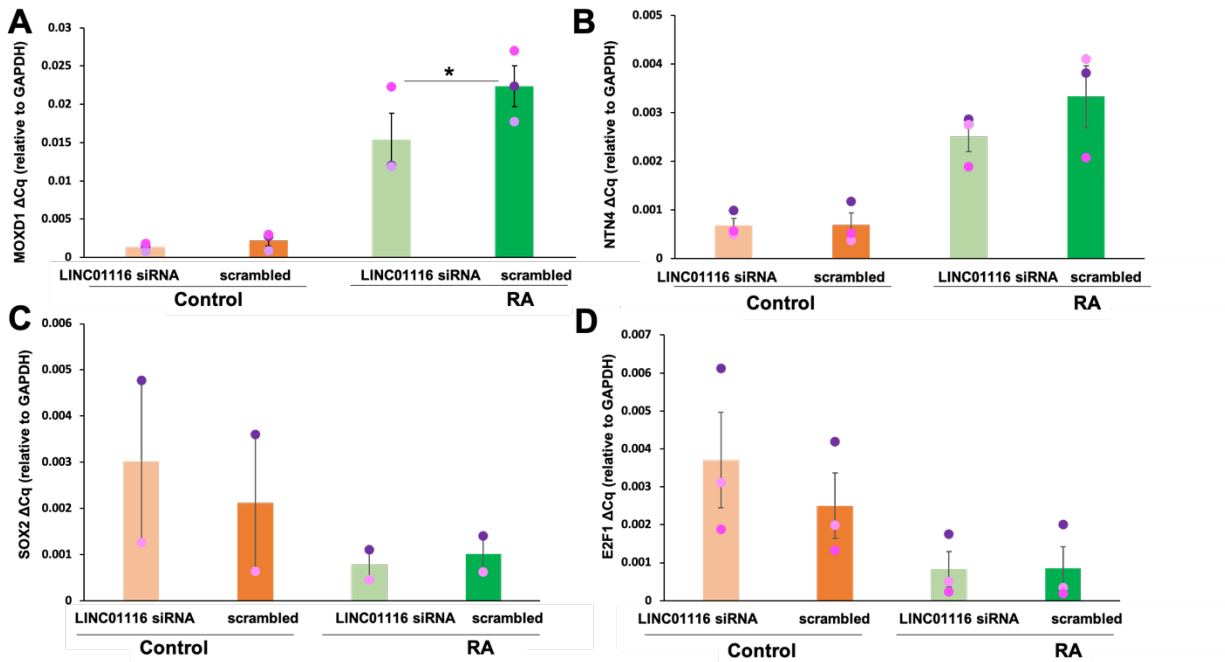 A
MOXD1 ΔCq (relative to GAPDH)
0.03
0.025
0.02
0.015
0.01
0.005
0
*
LINC01116 siRNA
scrambled
LINC01116 siRNA
scrambled
Control
RA
B
NTN4 ΔCq (relative to GAPDH)
0.005
0.004
0.003
0.002
0.001
0
LINC01116 siRNA
scrambled
LINC01116 siRNA
scrambled
Control
RA
C
SOX2 ΔCq (relative to GAPDH)
0.006
0.005
0.004
0.003
0.002
0.001
0
LINC01116 siRNA
scrambled
LINC01116 siRNA
scrambled
Control
RA
D
E2F1 ΔCq (relative to GAPDH)
0.007
0.006
0.005
0.004
0.003
0.002
0.001
0
LINC01116 siRNA
scrambled
LINC01116 siRNA
scrambled
Control
RA